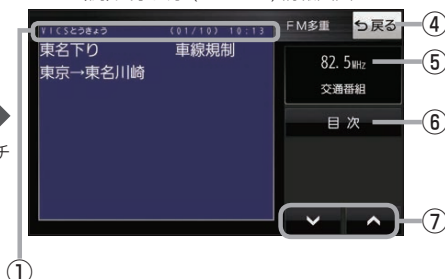 VICSとうきょう (01/10) 10:13
FM多重
戻る
④
東名下り 車線規制
東京→東名川崎
82.5MHz
⑤
交通番組
目次
⑥
チ
⑦
①